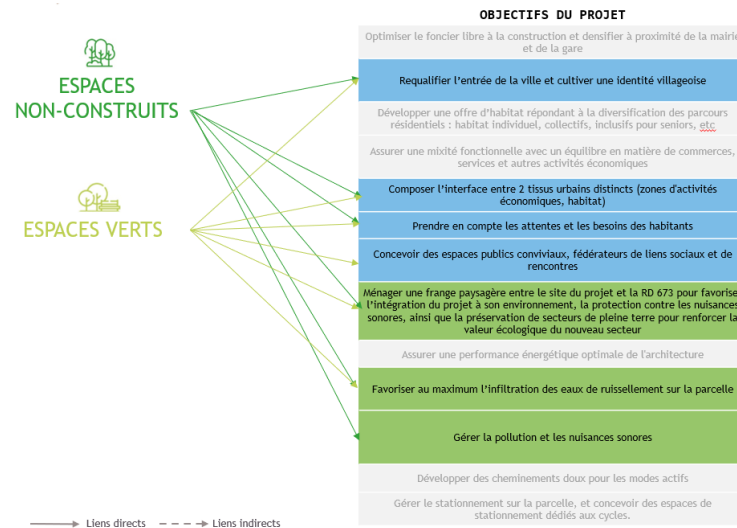 OBJECTIFS DU PROJET
Optimiser le foncier libre à la construction et densifier à proximité de la mairie
et de la gare
ESPACES
NON-CONSTRUITS
Requalifier l'entrée de la ville et cultiver une identité villageoise
Développer une offre d'habitat répondant à la diversification des parcours
résidentiels : habitat individuel, collectifs, inclusifs pour seniors, etc
Assurer une mixité fonctionnelle avec un équilibre en matière de commerces,
services et autres activités économiques
ESPACES VERTS
Composer l'interface entre 2 tissus urbains distincts (zones d'activités
économiques, habitat)
Prendre en compte les attentes et les besoins des habitants
Concevoir des espaces publics conviviaux, fédérateurs de liens sociaux et de
rencontres
Ménager une frange paysagère entre le site du projet et la RD 673 pour favorise
l'intégration du projet à son environnement, la protection contre les nuisances
sonores, ainsi que la préservation de secteurs de pleine terre pour renforcer la
valeur écologique du nouveau secteur
Assurer une performance énergétique optimale de l'architecture
Favoriser au maximum l'infiltration des eaux de ruissellement sur la parcelle
Gérer la pollution et les nuisances sonores
Développer des cheminements doux pour les modes actifs
Gérer le stationnement sur la parcelle, et concevoir des espaces de
stationnement dédiés aux cycles.
Liens directs
Liens indirects